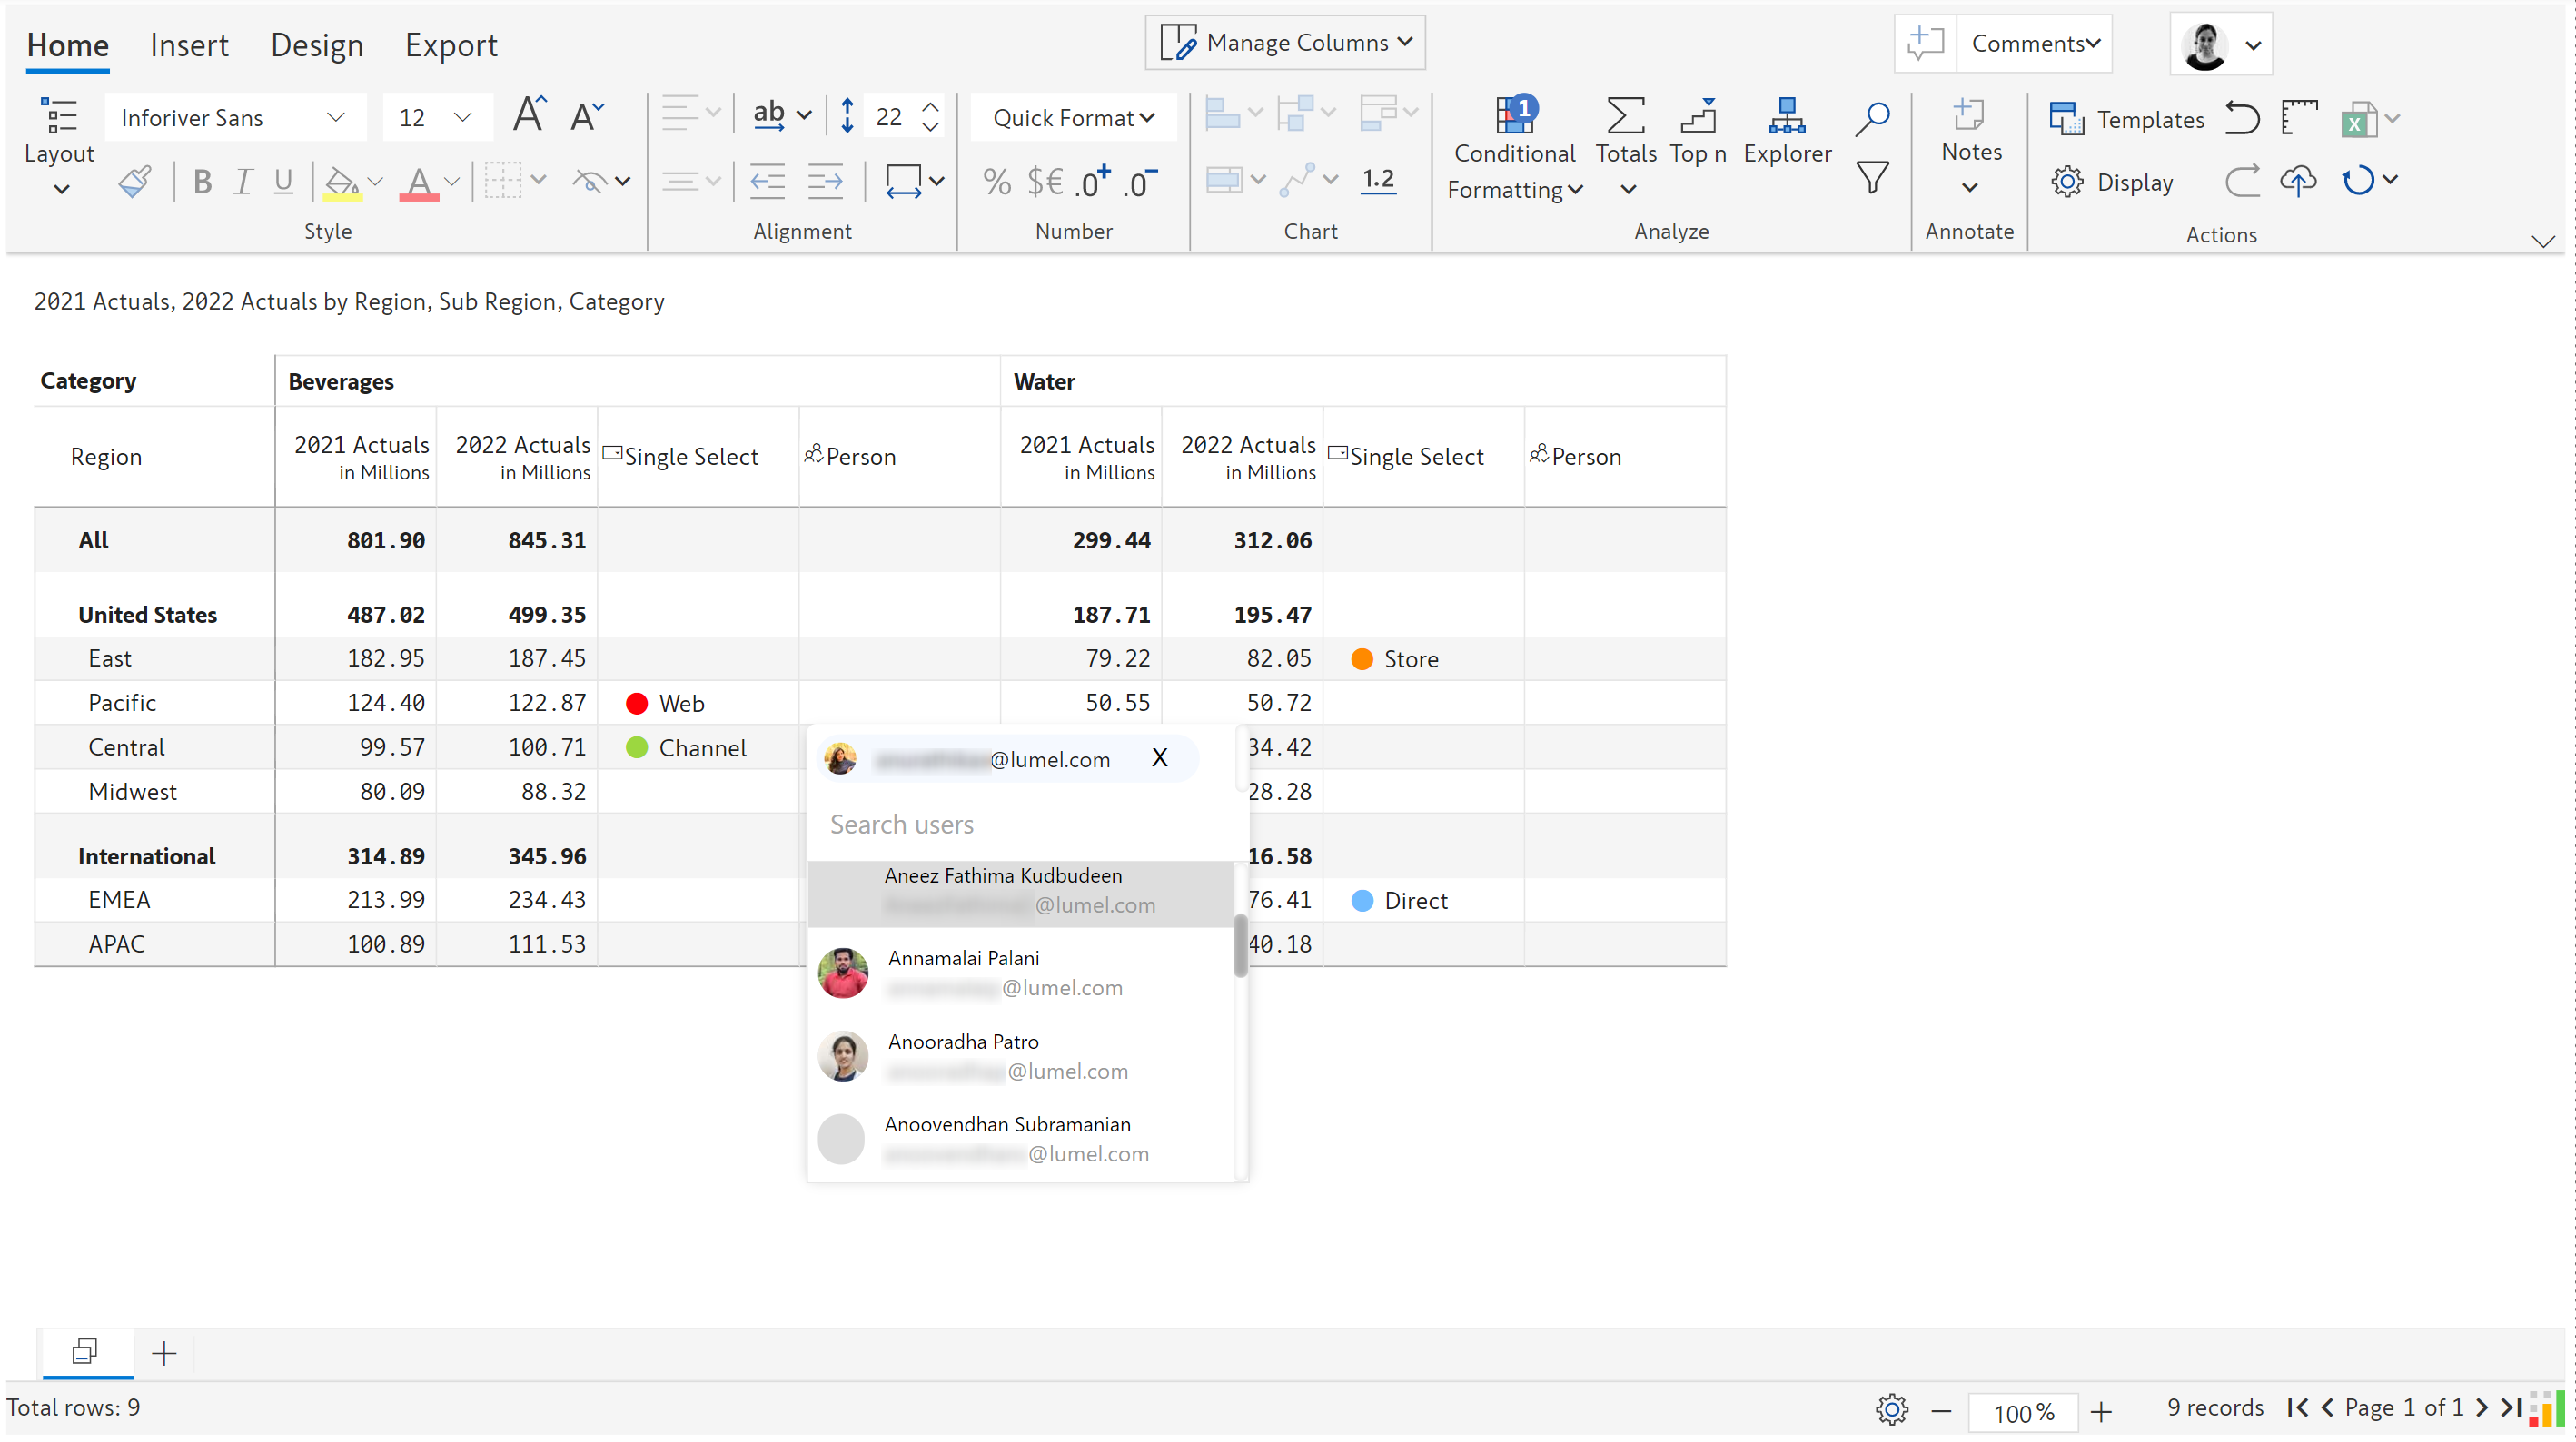 Home Insert Design Export Manage Columns Comments
Layout Inforiver Sans 12 A A ab 22 Quick Format Conditional Formatting 1 Totals Top n Explorer Notes Templates
B I U A % $€ .0+ .0- 1.2 Display
Style Alignment Number Chart Analyze Annotate Actions
2021 Actuals, 2022 Actuals by Region, Sub Region, Category
Category Beverages Water
Region 2021 Actuals in Millions 2022 Actuals in Millions Single Select Person 2021 Actuals in Millions 2022 Actuals in Millions Single Select Person
All 801.90 845.31 299.44 312.06
United States 487.02 499.35 187.71 195.47
East 182.95 187.45 79.22 82.05 Store
Pacific 124.40 122.87 Web 50.55 50.72
Central 99.57 100.71 Channel 34.42
Midwest 80.09 88.32 28.28
International 314.89 345.96 16.58
EMEA 213.99 234.43 76.41 Direct
APAC 100.89 111.53 40.18
@lumel.com X
Search users
Aneez Fathima Kudbudeen
@lumel.com
Annamalai Palani
@lumel.com
Anooradha Patro
@lumel.com
Anoovendhan Subramanian
@lumel.com
Total rows: 9 100% 9 records Page 1 of 1